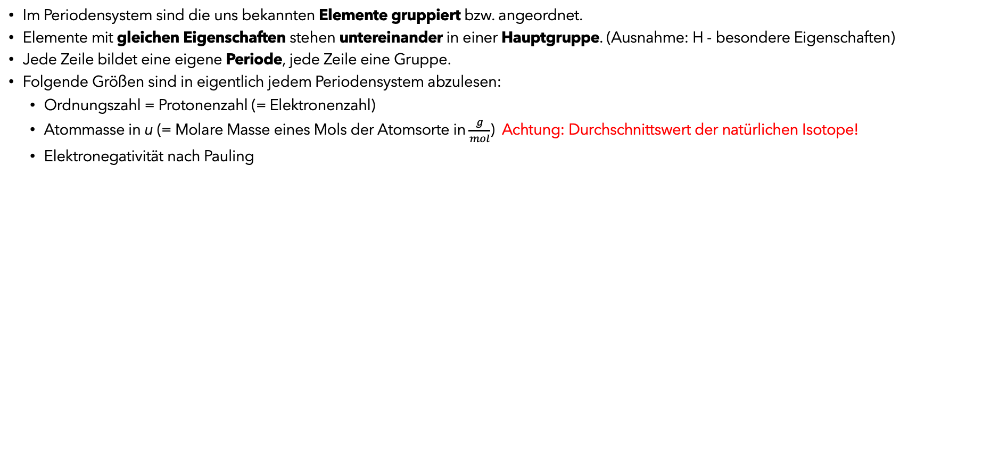 • Im Periodensystem sind die uns bekannten Elemente gruppiert bzw. angeordnet.
• Elemente mit gleichen Eigenschaften stehen untereinander in einer Hauptgruppe. (Ausnahme: H - besondere Eigenschaften)
• Jede Zeile bildet eine eigene Periode, jede Zeile eine Gruppe.
• Folgende Größen sind in eigentlich jedem Periodensystem abzulesen:
• Ordnungszahl = Protonenzahl (= Elektronenzahl)
• Atommasse in u (= Molare Masse eines Mols der Atomsorte in g/mol) Achtung: Durchschnittswert der natürlichen Isotope!
• Elektronegativität nach Pauling